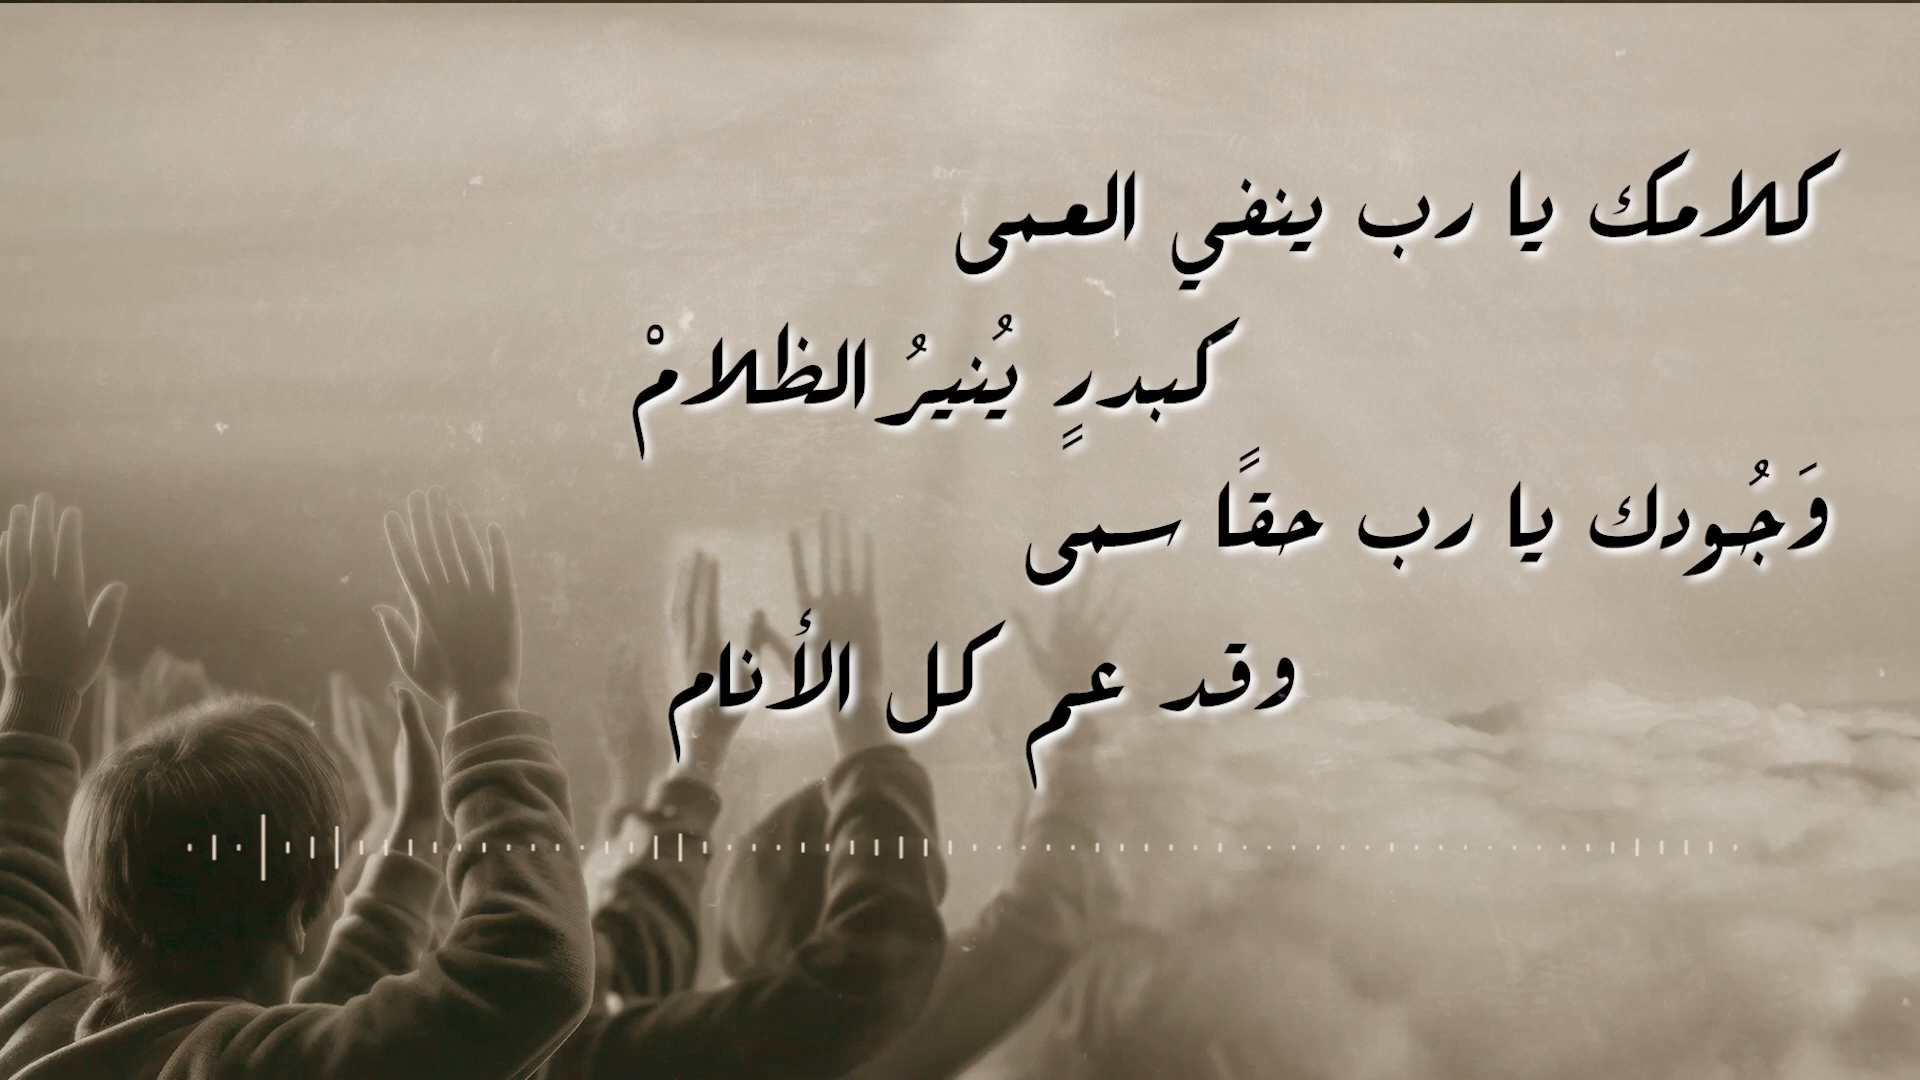 كلامك يا رب ينفي العمى
كبدرٍ يُنيرُ الظلامْ
وَجُودك يا رب حقًا سمى
وقد عم كل الأنام